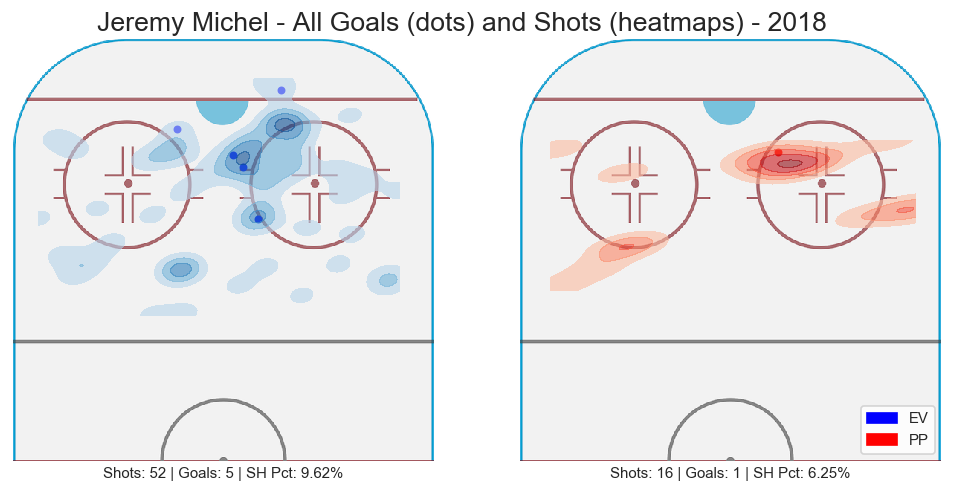 Jeremy Michel - All Goals (dots) and Shots (heatmaps) - 2018
EV
PP
Shots: 52 | Goals: 5 | SH Pct: 9.62%
Shots: 16 | Goals: 1 | SH Pct: 6.25%